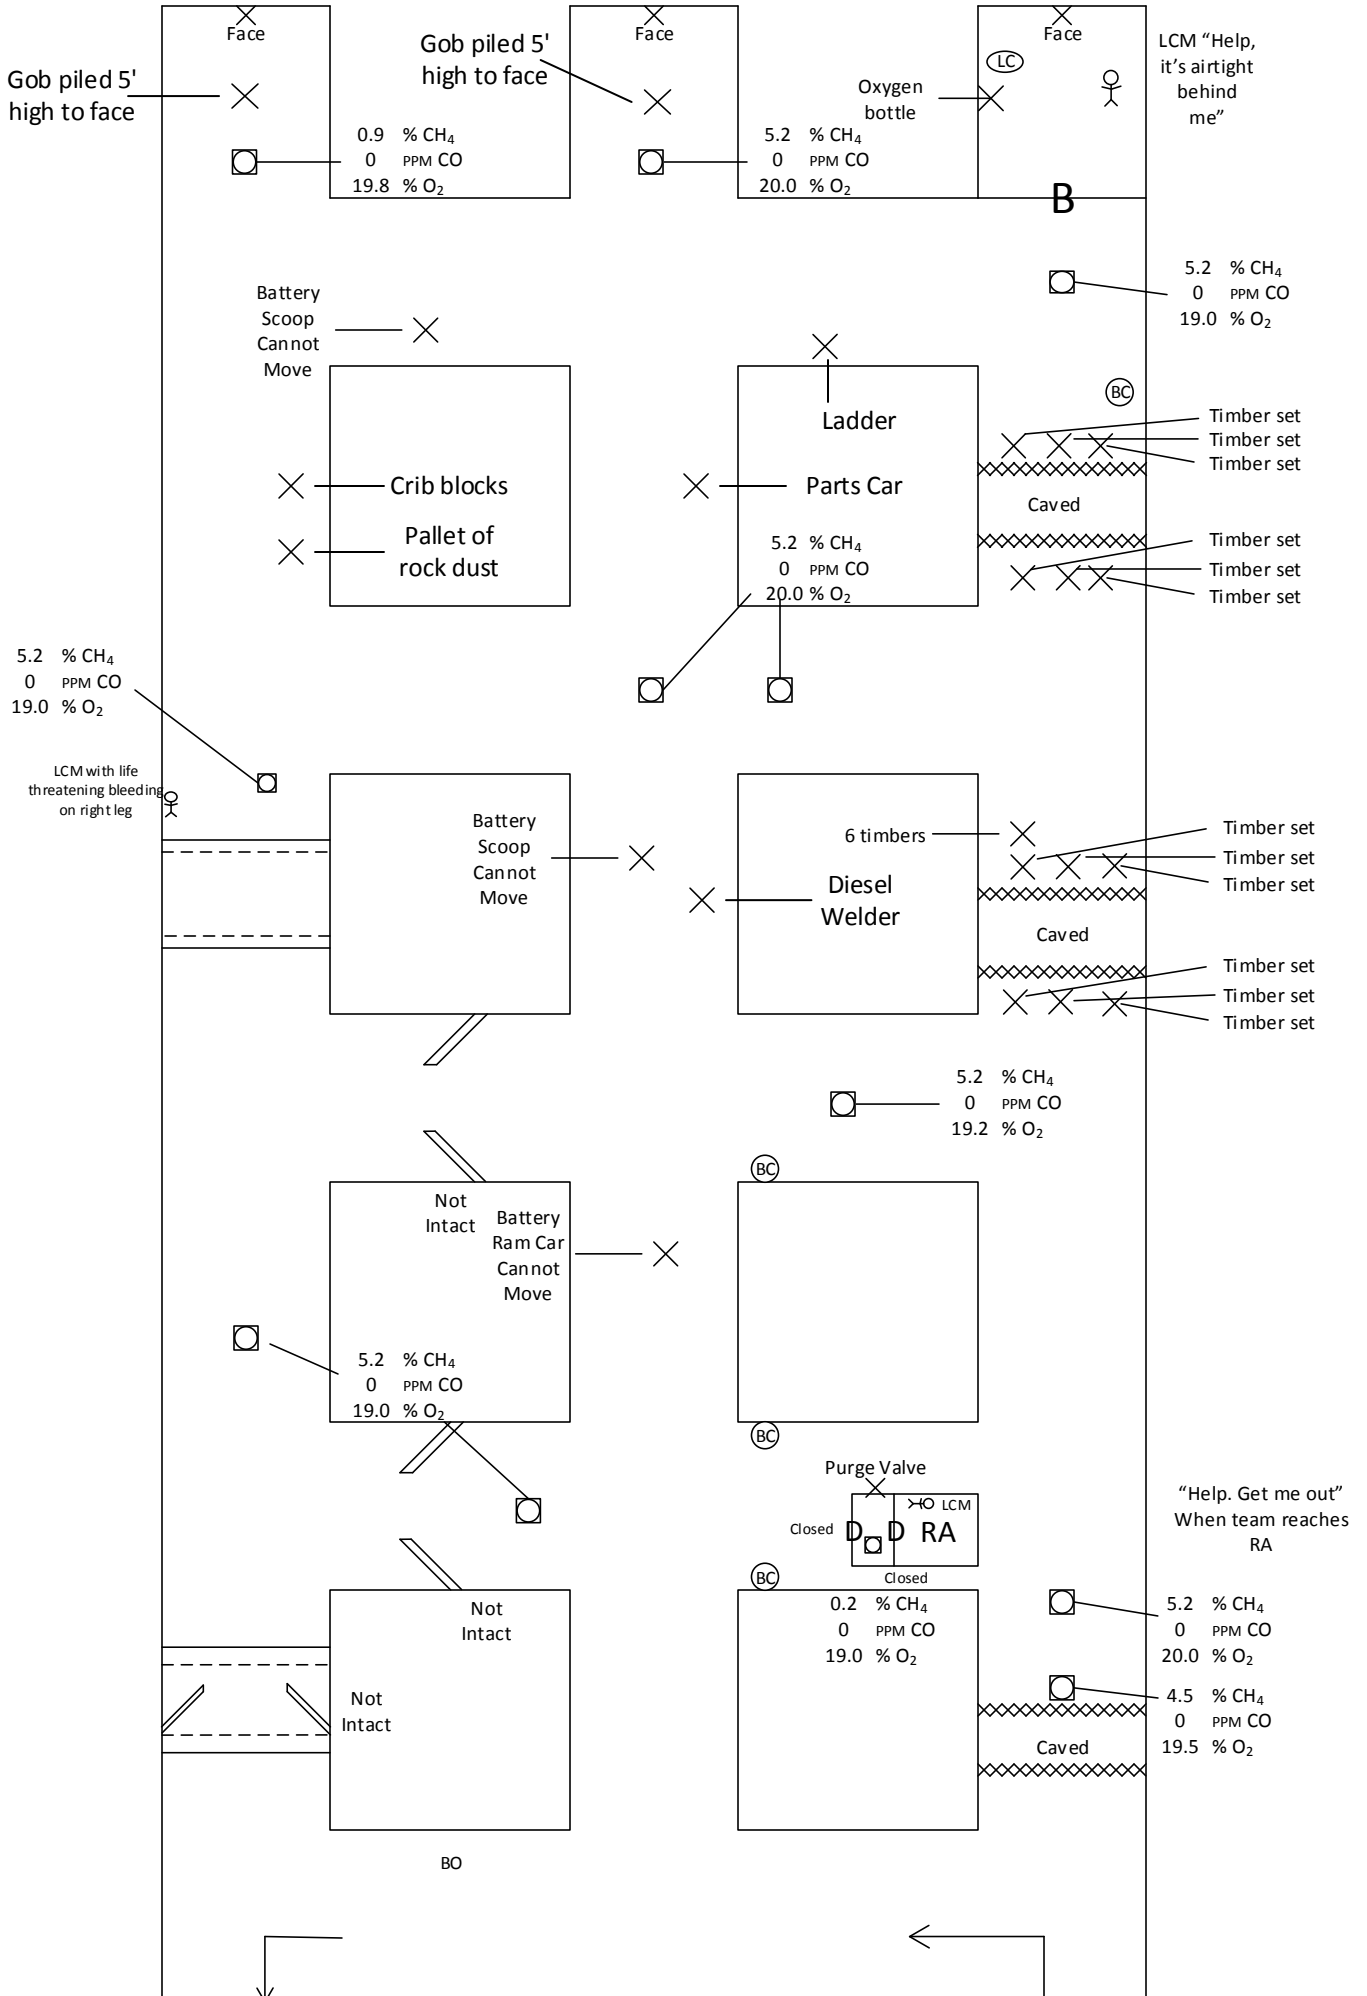 Face
Face
Face
Gob piled 5'
high to face
Gob piled 5'
high to face
LC
Oxygen
bottle
LCM “Help,
it’s airtight
behind
me”
0.9 % CH₄
0 PPM CO
19.8 % O₂
5.2 % CH₄
0 PPM CO
20.0 % O₂
B
5.2 % CH₄
0 PPM CO
19.0 % O₂
Battery
Scoop
Cannot
Move
BC
Ladder
Timber set
Timber set
Timber set
Crib blocks
Parts Car
Caved
Pallet of
rock dust
5.2 % CH₄
0 PPM CO
20.0 % O₂
Timber set
Timber set
Timber set
5.2 % CH₄
0 PPM CO
19.0 % O₂
LCM with life
threatening bleeding
on right leg
Battery
Scoop
Cannot
Move
6 timbers
Diesel
Welder
Timber set
Timber set
Timber set
Caved
Timber set
Timber set
Timber set
5.2 % CH₄
0 PPM CO
19.2 % O₂
BC
Not
Intact
Battery
Ram Car
Cannot
Move
5.2 % CH₄
0 PPM CO
19.0 % O₂
BC
Purge Valve
LCM
Closed
D D RA
Closed
“Help. Get me out”
When team reaches
RA
BC
Not
Intact
0.2 % CH₄
0 PPM CO
19.0 % O₂
5.2 % CH₄
0 PPM CO
20.0 % O₂
Not
Intact
4.5 % CH₄
0 PPM CO
19.5 % O₂
Caved
BO